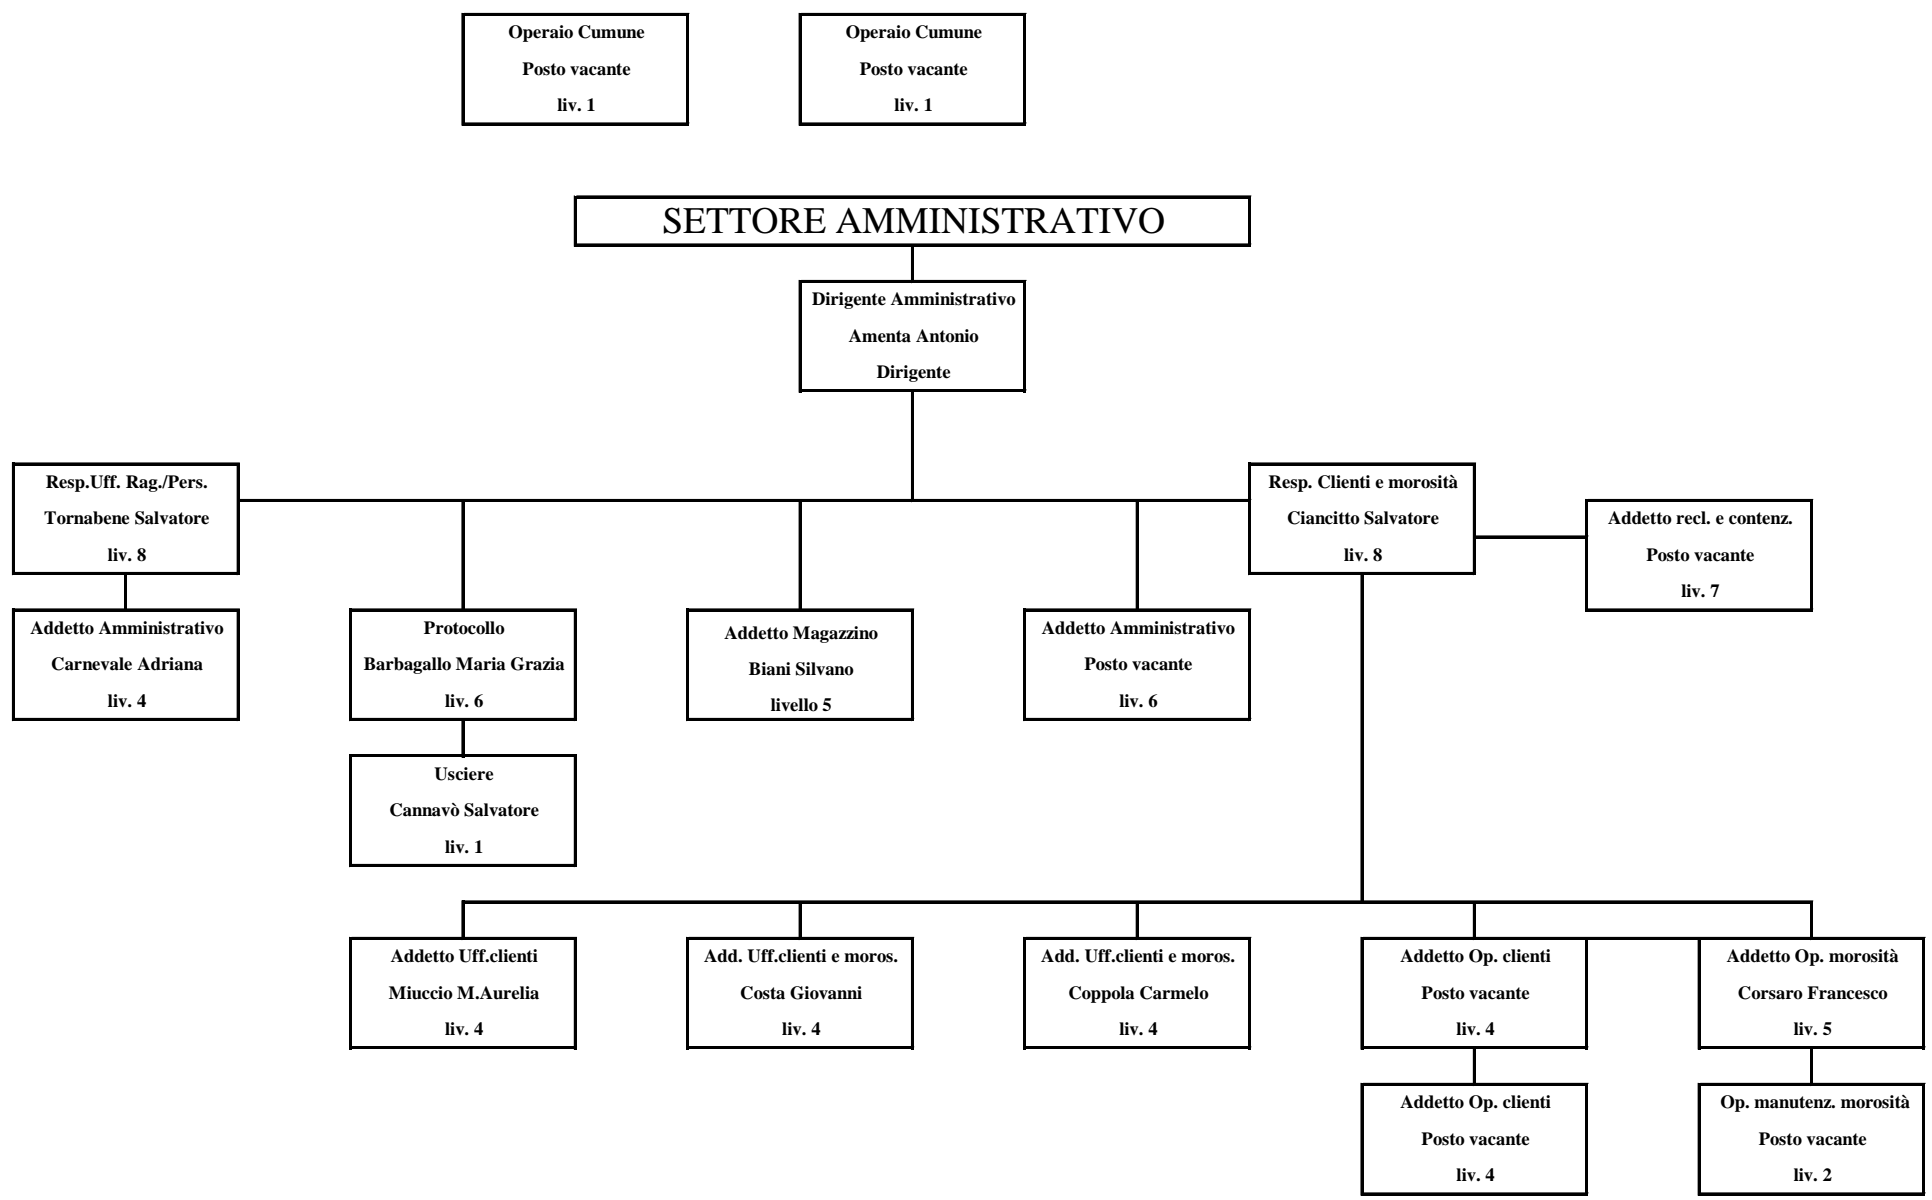 Operaio Cumune
Posto vacante
liv. 1
Operaio Cumune
Posto vacante
liv. 1
SETTORE AMMINISTRATIVO
Dirigente Amministrativo
Amenta Antonio
Dirigente
Resp.Uff. Rag./Pers.
Tornabene Salvatore
liv. 8
Resp. Clienti e morosità
Ciancitto Salvatore
liv. 8
Addetto recl. e contenz.
Posto vacante
liv. 7
Addetto Amministrativo
Carnevale Adriana
liv. 4
Protocollo
Barbagallo Maria Grazia
liv. 6
Addetto Magazzino
Biani Silvano
livello 5
Addetto Amministrativo
Posto vacante
liv. 6
Usciere
Cannavò Salvatore
liv. 1
Addetto Uff.clienti
Miuccio M.Aurelia
liv. 4
Add. Uff.clienti e moros.
Costa Giovanni
liv. 4
Add. Uff.clienti e moros.
Coppola Carmelo
liv. 4
Addetto Op. clienti
Posto vacante
liv. 4
Addetto Op. morosità
Corsaro Francesco
liv. 5
Addetto Op. clienti
Posto vacante
liv. 4
Op. manutenz. morosità
Posto vacante
liv. 2